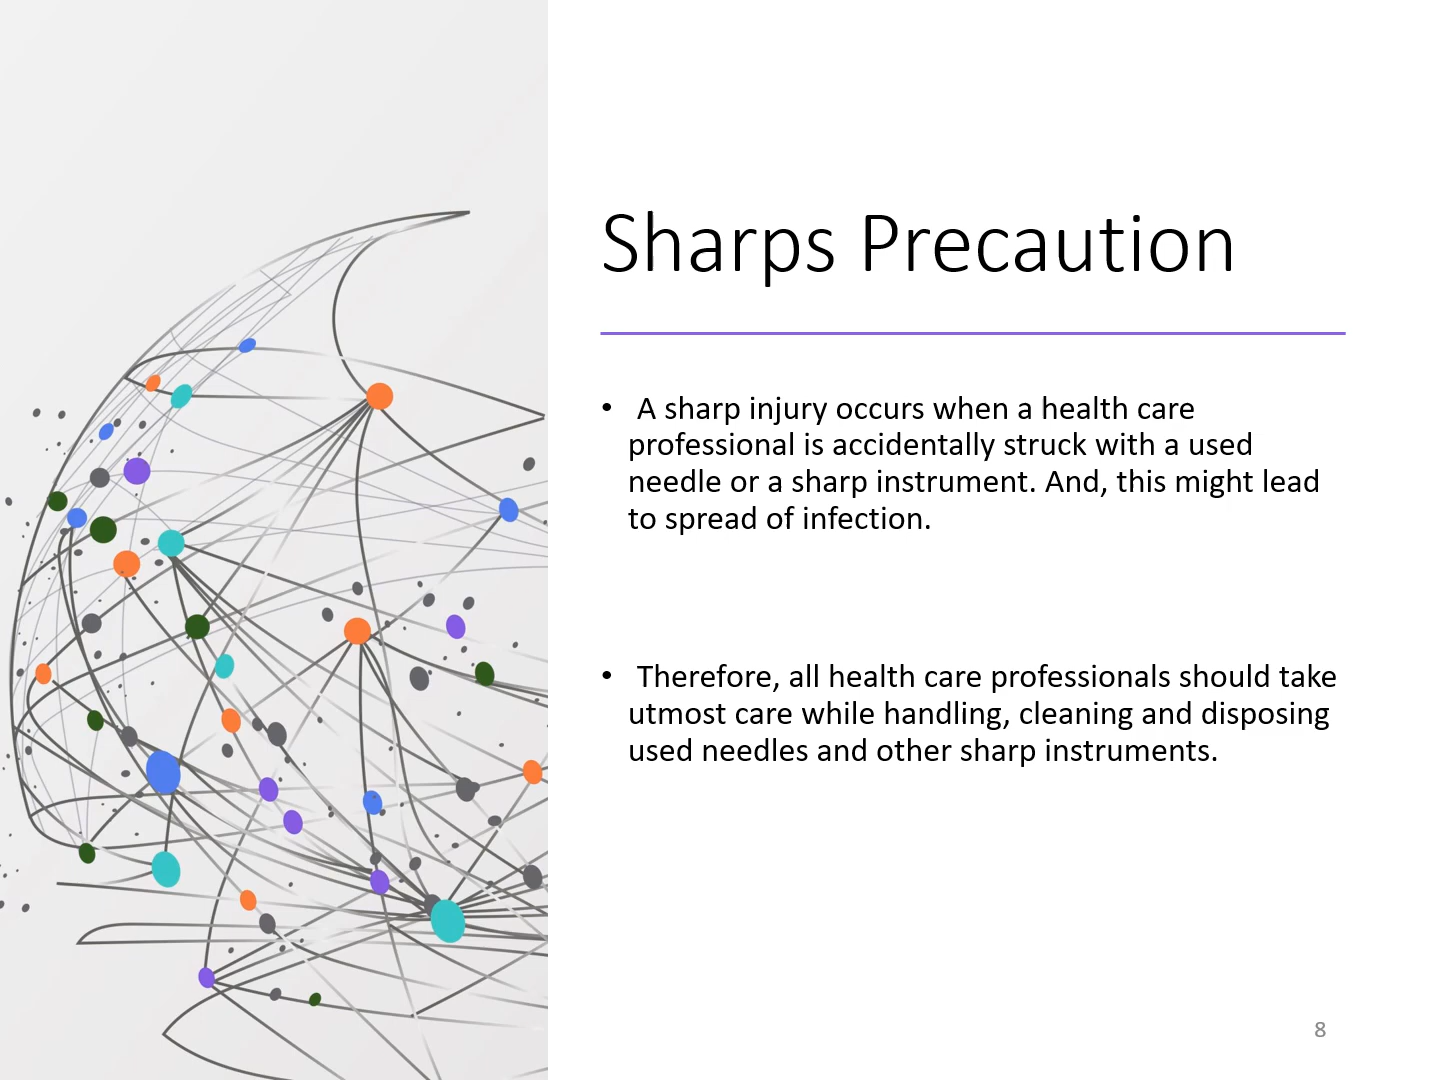 Sharps Precaution
• A sharp injury occurs when a health care
professional is accidentally struck with a used
needle or a sharp instrument. And, this might lead
to spread of infection.
• Therefore, all health care professionals should take
utmost care while handling, cleaning and disposing
used needles and other sharp instruments.
8